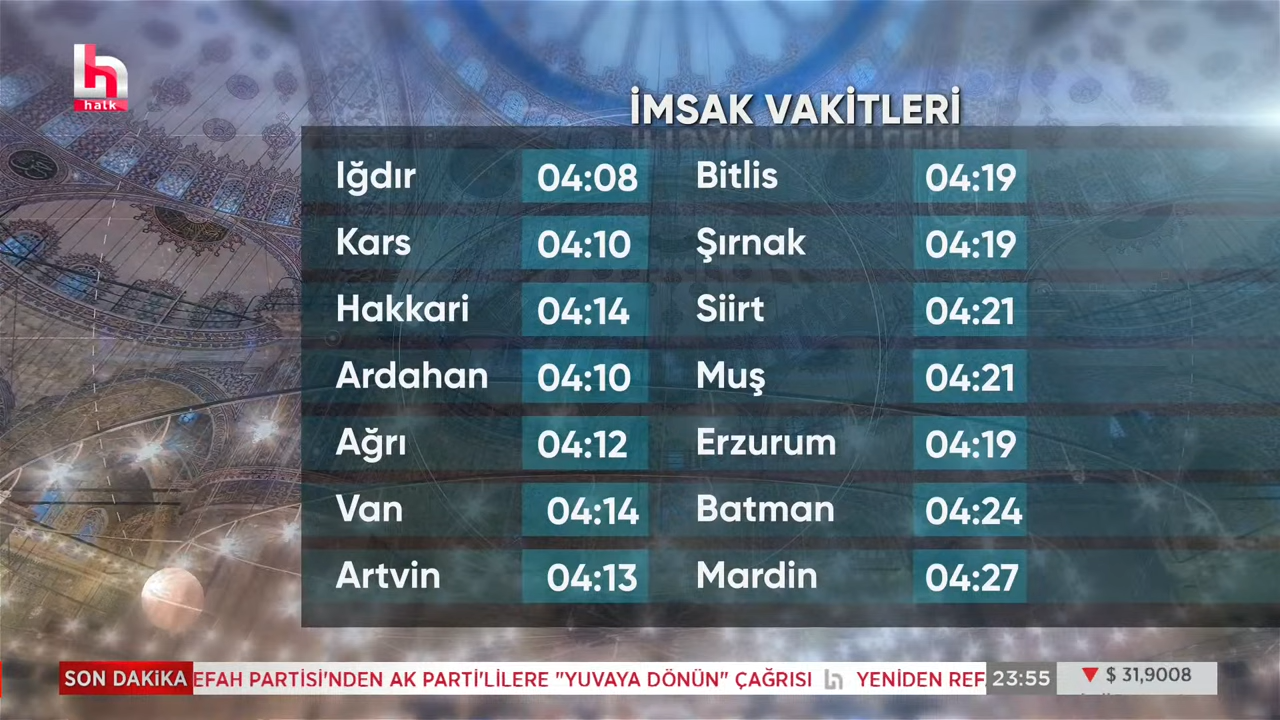 h
halk
İMSAK VAKİTLERİ
Iğdır 04:08 Bitlis 04:19
Kars 04:10 Şırnak 04:19
Hakkari 04:14 Siirt 04:21
Ardahan 04:10 Muş 04:21
Ağrı 04:12 Erzurum 04:19
Van 04:14 Batman 04:24
Artvin 04:13 Mardin 04:27
SON DAKİKA EFAH PARTİSİ'NDEN AK PARTİ'LİLERE "YUVAYA DÖNÜN" ÇAĞRISI h YENİDEN REF 23:55 $ 31,9008